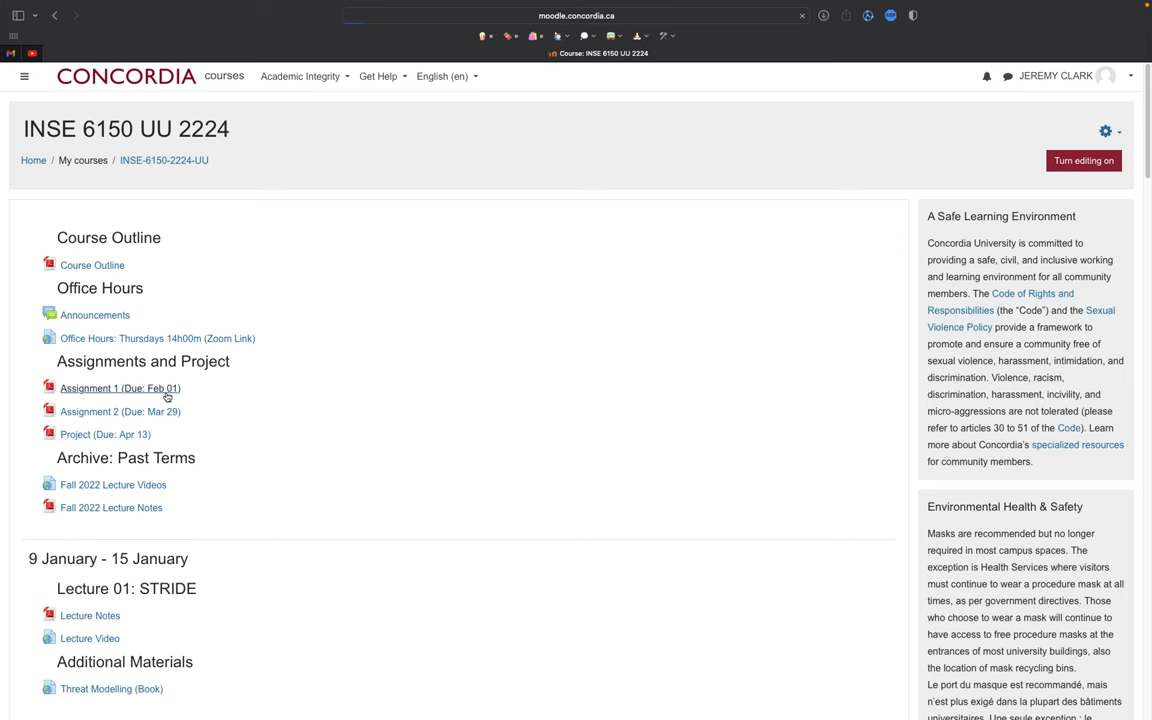 moodle.concordia.ca
Course: INSE 6150 UU 2224
CONCORDIA courses Academic Integrity Get Help English (en) JEREMY CLARK
INSE 6150 UU 2224
Home / My courses / INSE-6150-2224-UU
Turn editing on
Course Outline
Course Outline
Office Hours
Announcements
Office Hours: Thursdays 14h00m (Zoom Link)
Assignments and Project
Assignment 1 (Due: Feb 01)
Assignment 2 (Due: Mar 29)
Project (Due: Apr 13)
Archive: Past Terms
Fall 2022 Lecture Videos
Fall 2022 Lecture Notes
9 January - 15 January
Lecture 01: STRIDE
Lecture Notes
Lecture Video
Additional Materials
Threat Modelling (Book)
A Safe Learning Environment
Concordia University is committed to
providing a safe, civil, and inclusive working
and learning environment for all community
members. The Code of Rights and
Responsibilities (the “Code”) and the Sexual
Violence Policy provide a framework to
promote and ensure a community free of
sexual violence, harassment, intimidation, and
discrimination. Violence, racism,
discrimination, harassment, incivility, and
micro-aggressions are not tolerated (please
refer to articles 30 to 51 of the Code). Learn
more about Concordia's specialized resources
for community members.
Environmental Health & Safety
Masks are recommended but no longer
required in most campus spaces. The
exception is Health Services where visitors
must continue to wear a procedure mask at all
times, as per government directives. Those
who choose to wear a mask will continue to
have access to free procedure masks at the
entrances of most university buildings, also
the location of mask recycling bins.
Le port du masque est recommandé, mais
n'est plus exigé dans la plupart des bâtiments
universitaires. Une seule exception : le